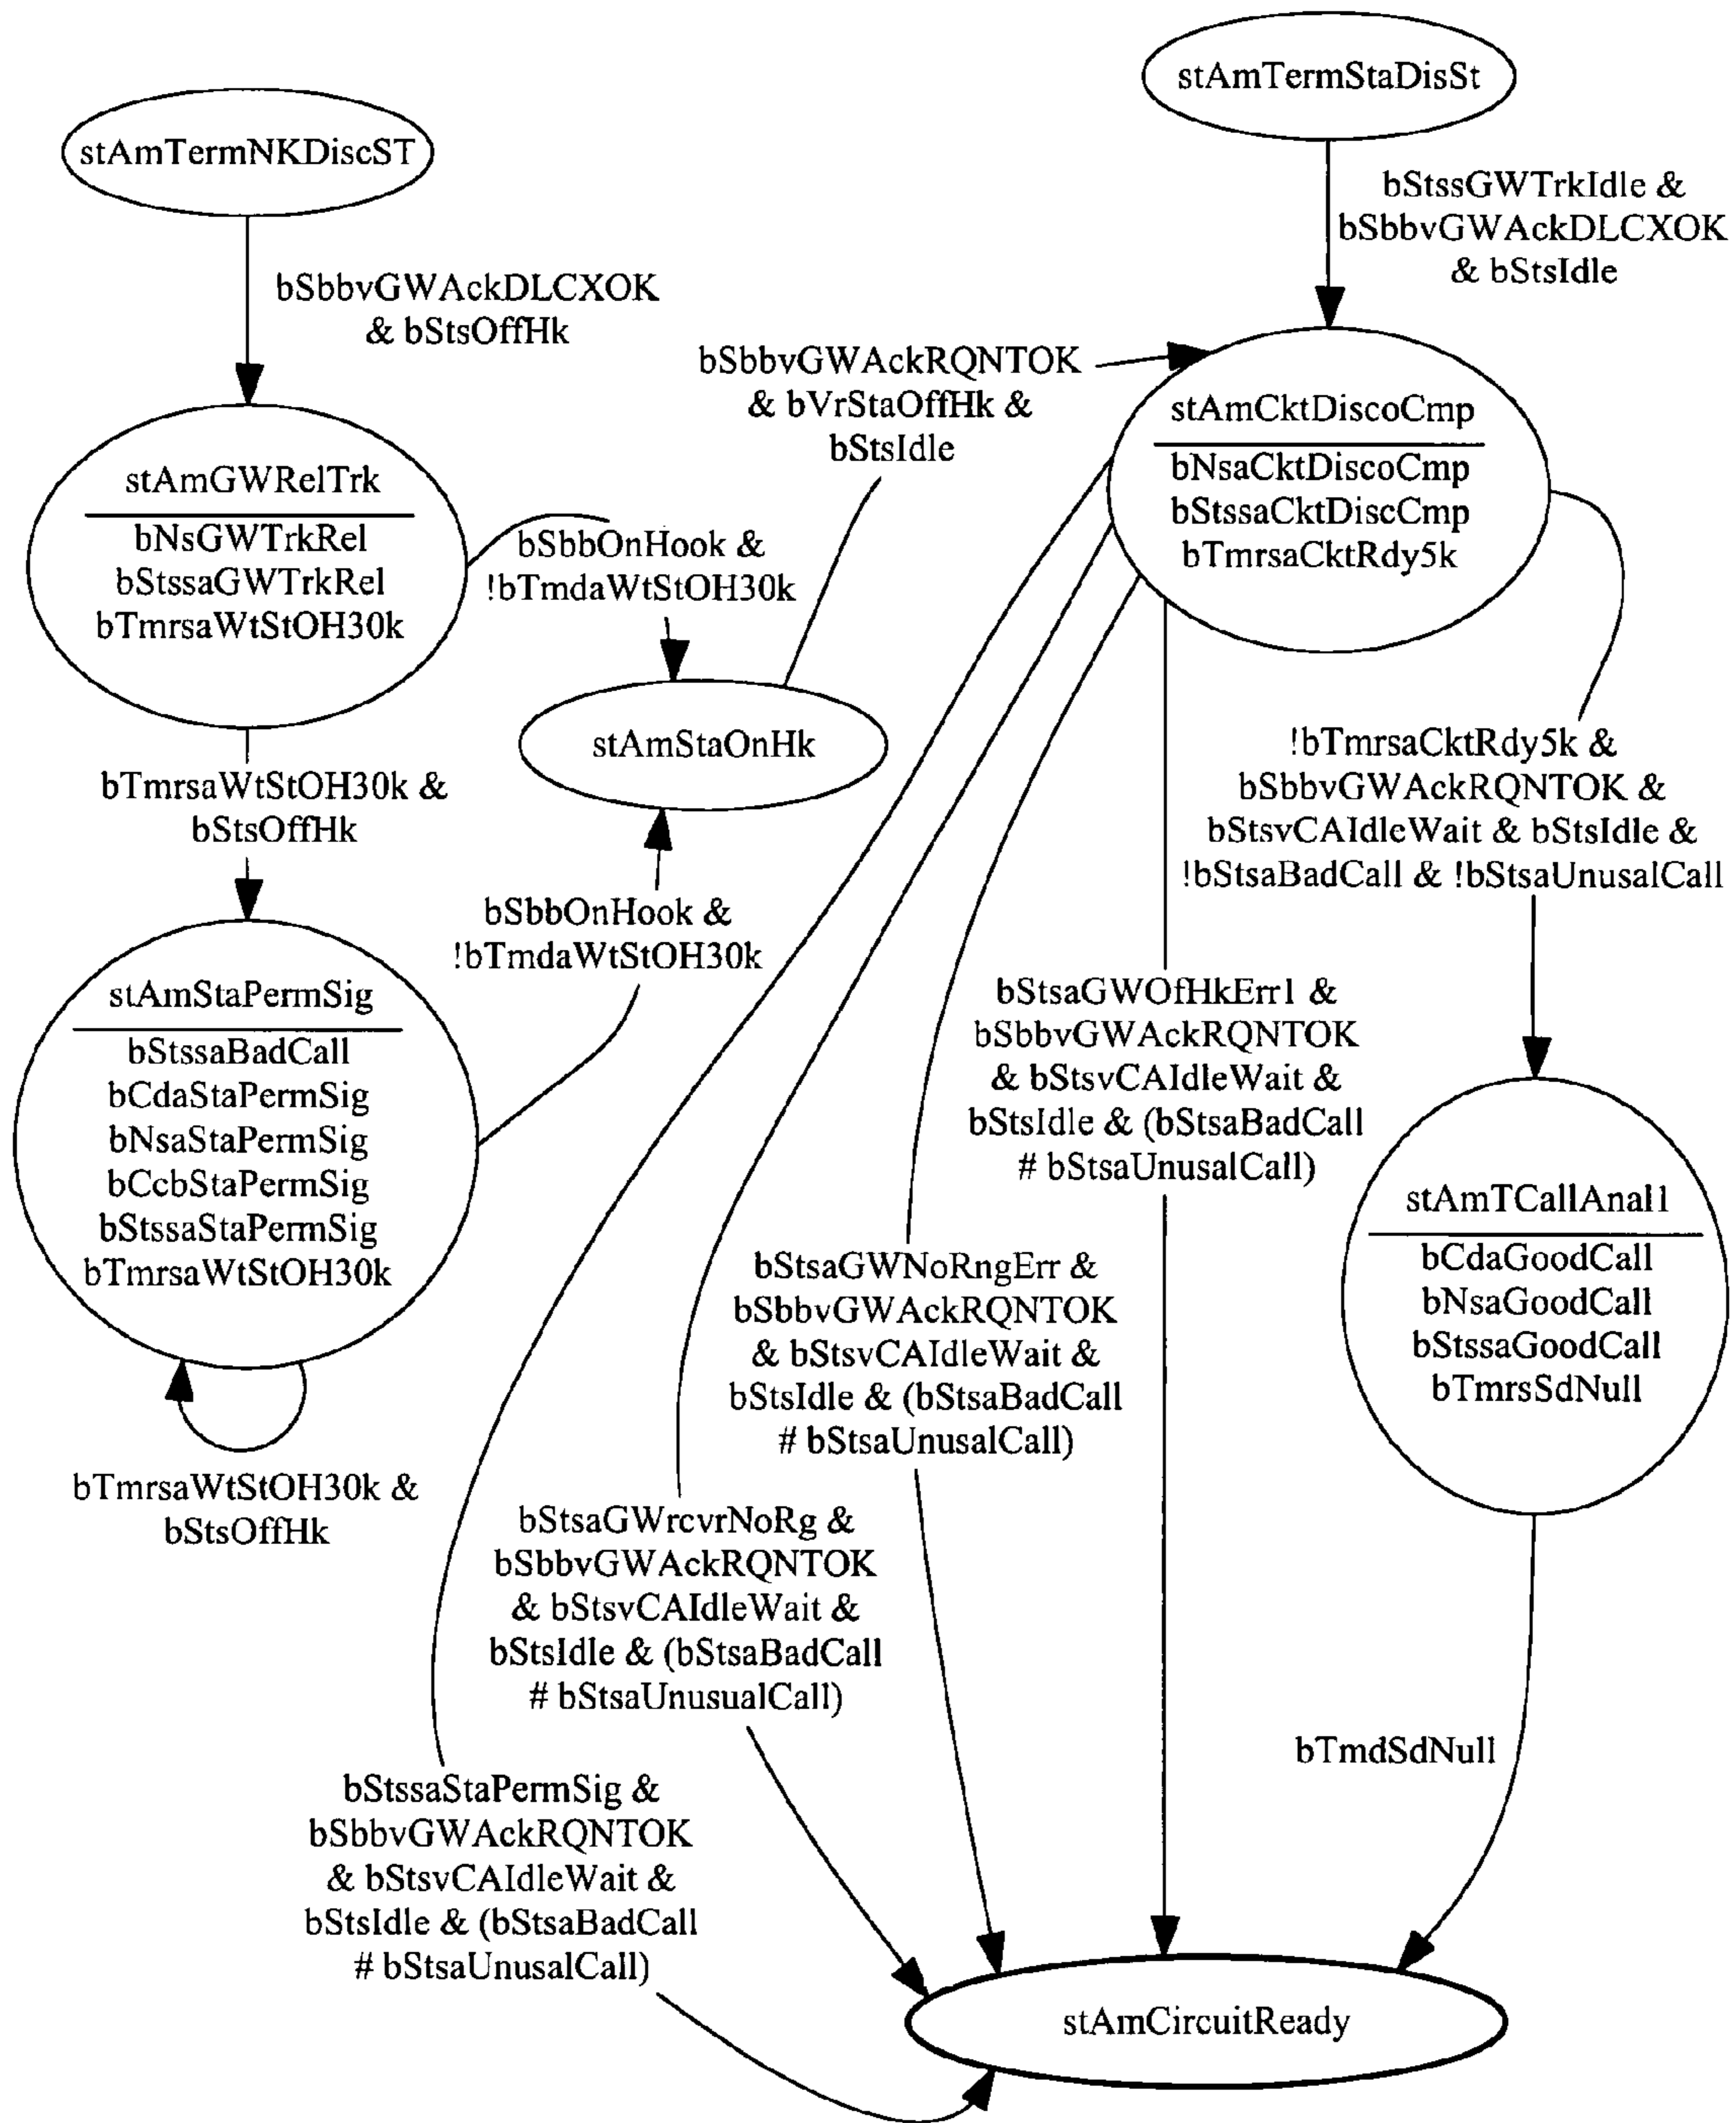 stAmTermStaDisSt
stAmTermNKDiscST
bStssGWTrkIdle &
bSbbvGWAckDLCXOK
& bStsIdle
bSbbvGWAckDLCXOK
& bStsOffHk
bSbbvGWAckRQNTOK
& bVrStaOffHk &
bStsIdle
stAmCktDiscoCmp
bNsaCktDiscoCmp
bStssaCktDiscCmp
bTmrsaCktRdy5k
stAmGWRelTrk
bNsGWTrkRel
bStssaGWTrkRel
bTmrsaWtStOH30k
bSbbOnHook &
!bTmdaWtStOH30k
stAmStaOnHk
bTmrsaWtStOH30k &
bStsOffHk
!bTmrsaCktRdy5k &
bSbbvGWAckRQNTOK &
bStsvCAIdleWait & bStsIdle &
!bStsaBadCall & !bStsaUnusalCall
bSbbOnHook &
!bTmdaWtStOH30k
stAmStaPermSig
bStssaBadCall
bCdaStaPermSig
bNsaStaPermSig
bCcbStaPermSig
bStssaStaPermSig
bTmrsaWtStOH30k
bStsaGWOfHkErr1 &
bSbbvGWAckRQNTOK
& bStsvCAIdleWait &
bStsIdle & (bStsaBadCall
# bStsaUnusalCall)
stAmTCallAnal1
bCdaGoodCall
bNsaGoodCall
bStssaGoodCall
bTmrsSdNull
bStsaGWNoRngErr &
bSbbvGWAckRQNTOK
& bStsvCAIdleWait &
bStsIdle & (bStsaBadCall
# bStsaUnusalCall)
bTmrsaWtStOH30k &
bStsOffHk
bStsaGWrcvrNoRg &
bSbbvGWAckRQNTOK
& bStsvCAIdleWait &
bStsIdle & (bStsaBadCall
# bStsaUnusualCall)
bTmdSdNull
bStssaStaPermSig &
bSbbvGWAckRQNTOK
& bStsvCAIdleWait &
bStsIdle & (bStsaBadCall
# bStsaUnusalCall)
stAmCircuitReady